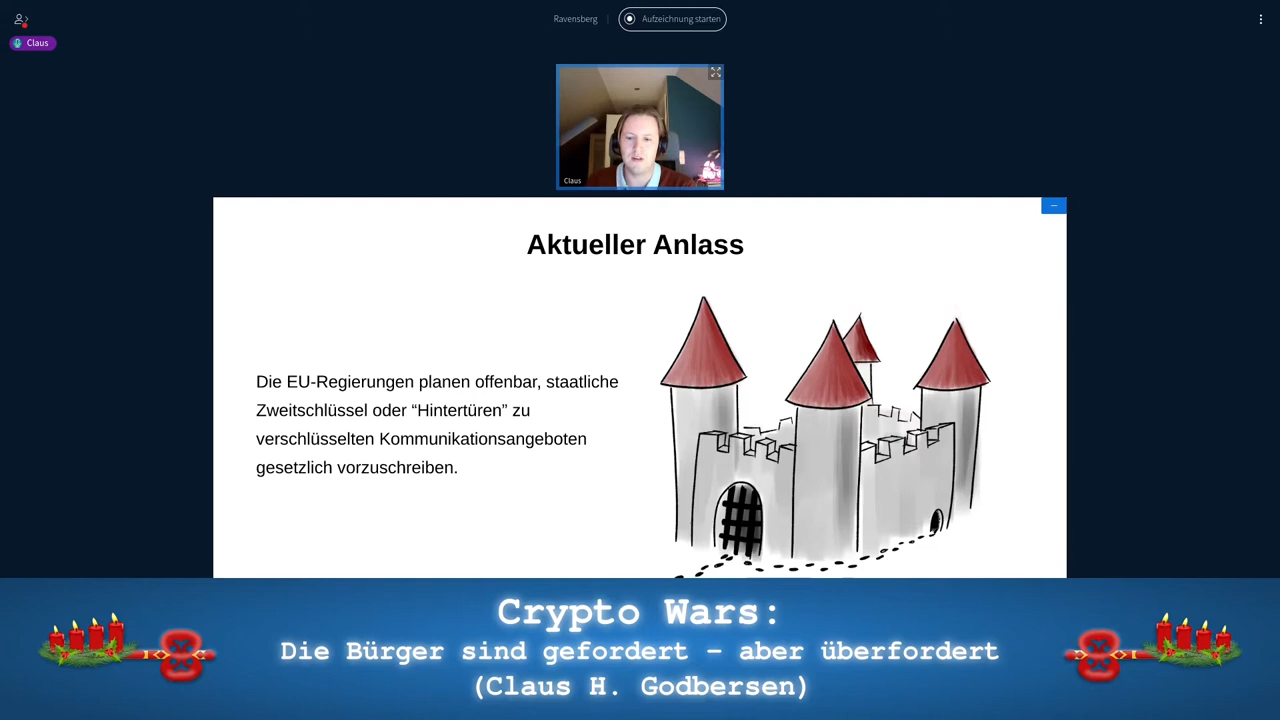 Ravensberg
Aufzeichnung starten
Claus
Claus
Aktueller Anlass
Die EU-Regierungen planen offenbar, staatliche
Zweitschlüssel oder “Hintertüren” zu
verschlüsselten Kommunikationsangeboten
gesetzlich vorzuschreiben.
Crypto Wars:
Die Bürger sind gefordert – aber überfordert
(Claus H. Godbersen)